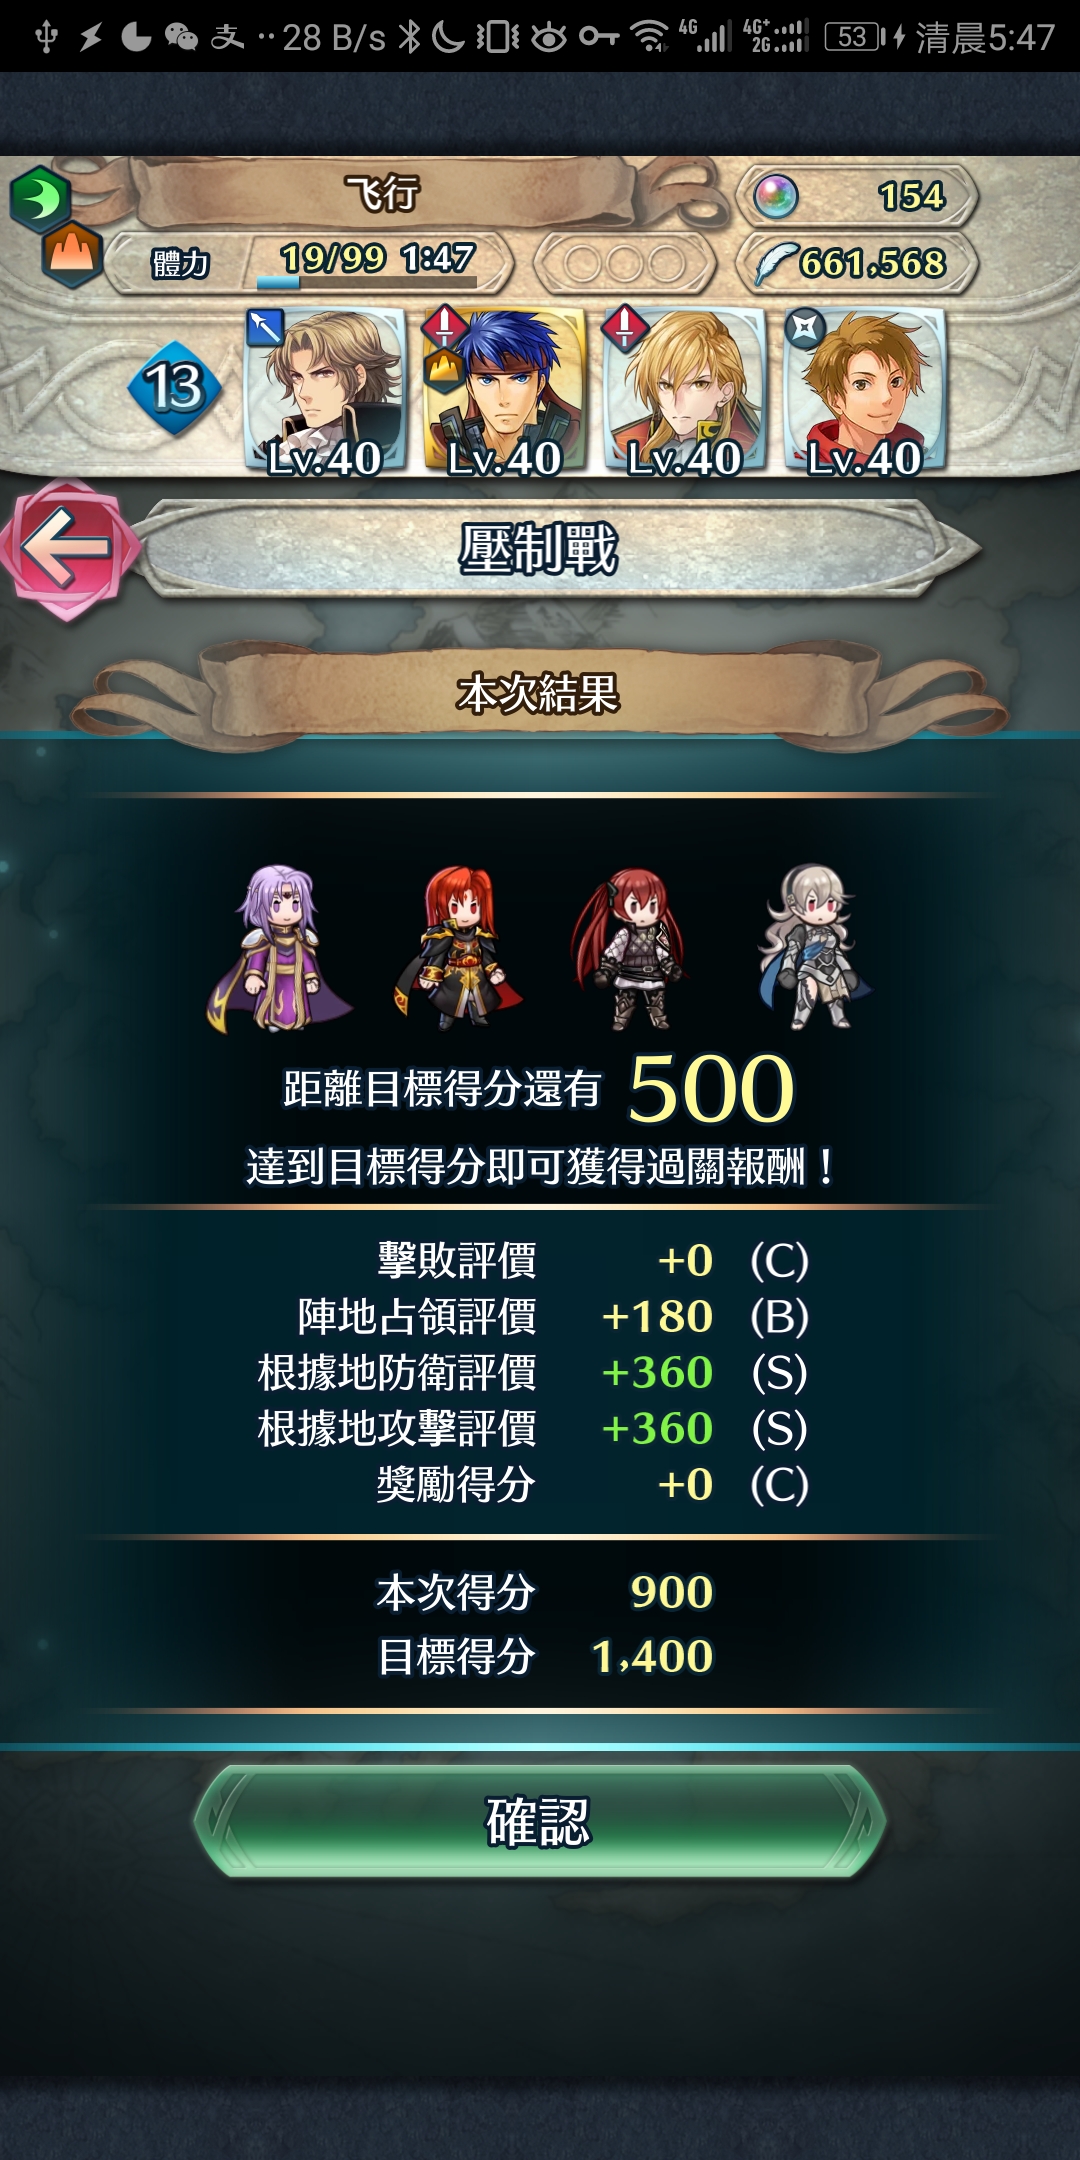 28 B/s 4G 4G+ 2G 53 清晨5:47
飞行 154
體力 19/99 1:47 661,568
13 Lv.40 Lv.40 Lv.40 Lv.40
壓制戰
本次結果
距離目標得分還有 500
達到目標得分即可獲得過關報酬！
擊敗評價 +0 (C)
陣地占領評價 +180 (B)
根據地防衛評價 +360 (S)
根據地攻擊評價 +360 (S)
獎勵得分 +0 (C)
本次得分 900
目標得分 1,400
確認